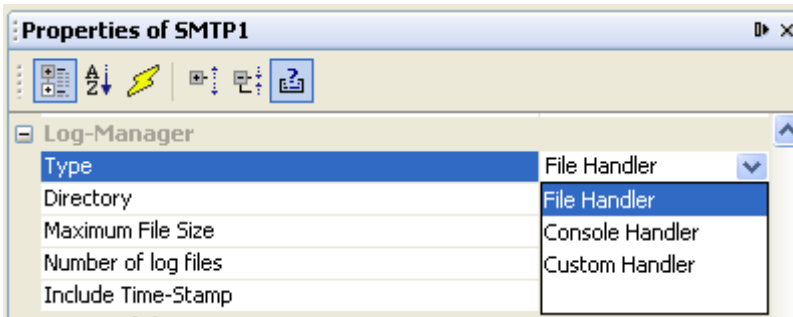 Properties of SMTP1
Log-Manager
Type File Handler
Directory File Handler
Maximum File Size Console Handler
Number of log files Custom Handler
Include Time-Stamp